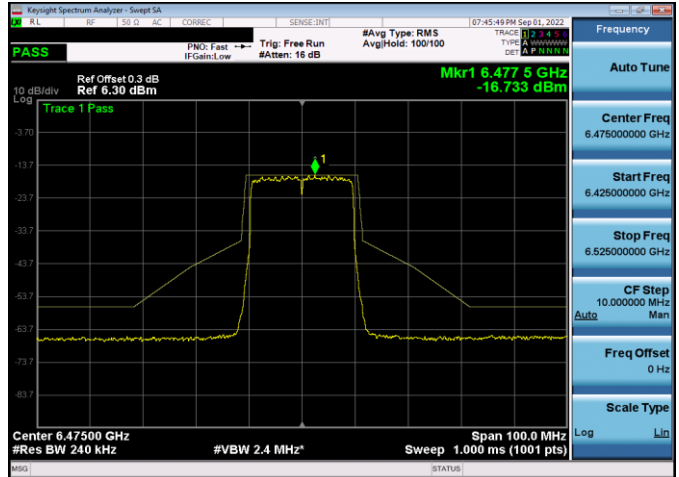 Keysight Spectrum Analyzer - Swept SA
RL RF 50 Ω AC CORREC SENSE:INT 07:45:49 PM Sep 01, 2022
PASS
PNO: Fast
IFGain:Low
Trig: Free Run
#Atten: 16 dB
#Avg Type: RMS
Avg|Hold: 100/100
TRACE 1 2 3 4 5 6
TYPE A WWWWW
DET A P N N N N
Ref Offset 0.3 dB
Ref 6.30 dBm
10 dB/div
Log
Mkr1 6.477 5 GHz
-16.733 dBm
Trace 1 Pass
1
-3.70
-13.7
-23.7
-33.7
-43.7
-53.7
-63.7
-73.7
-83.7
Center 6.47500 GHz
#Res BW 240 kHz
#VBW 2.4 MHz*
Span 100.0 MHz
Sweep 1.000 ms (1001 pts)
MSG
STATUS
Frequency
Auto Tune
Center Freq
6.475000000 GHz
Start Freq
6.425000000 GHz
Stop Freq
6.525000000 GHz
CF Step
10.000000 MHz
Auto Man
Freq Offset
0 Hz
Scale Type
Log Lin